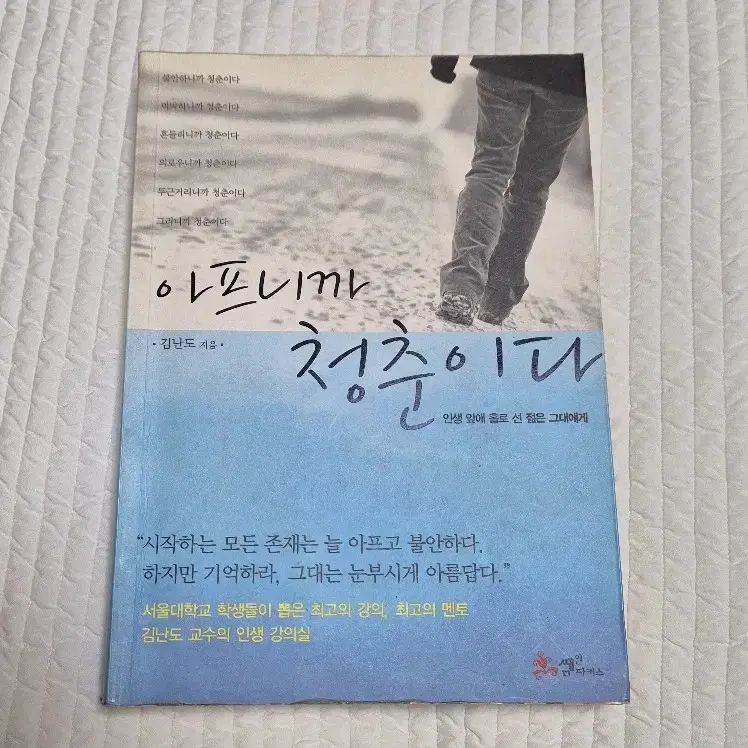 불안하니까 청춘이다
막막하니까 청춘이다
흔들리니까 청춘이다
외로우니까 청춘이다
두근거리니까 청춘이다
그러니까 청춘이다
아프니까
청춘이다
• 김난도 지음 •
인생 앞에 홀로 선 젊은 그대에게
“시작하는 모든 존재는 늘 아프고 불안하다.
하지만 기억하라, 그대는 눈부시게 아름답다.”
서울대학교 학생들이 뽑은 최고의 강의, 최고의 멘토
김난도 교수의 인생 강의실
쌤앤
파커스